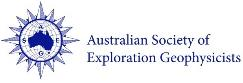 Australian Society of
Exploration Geophysicists